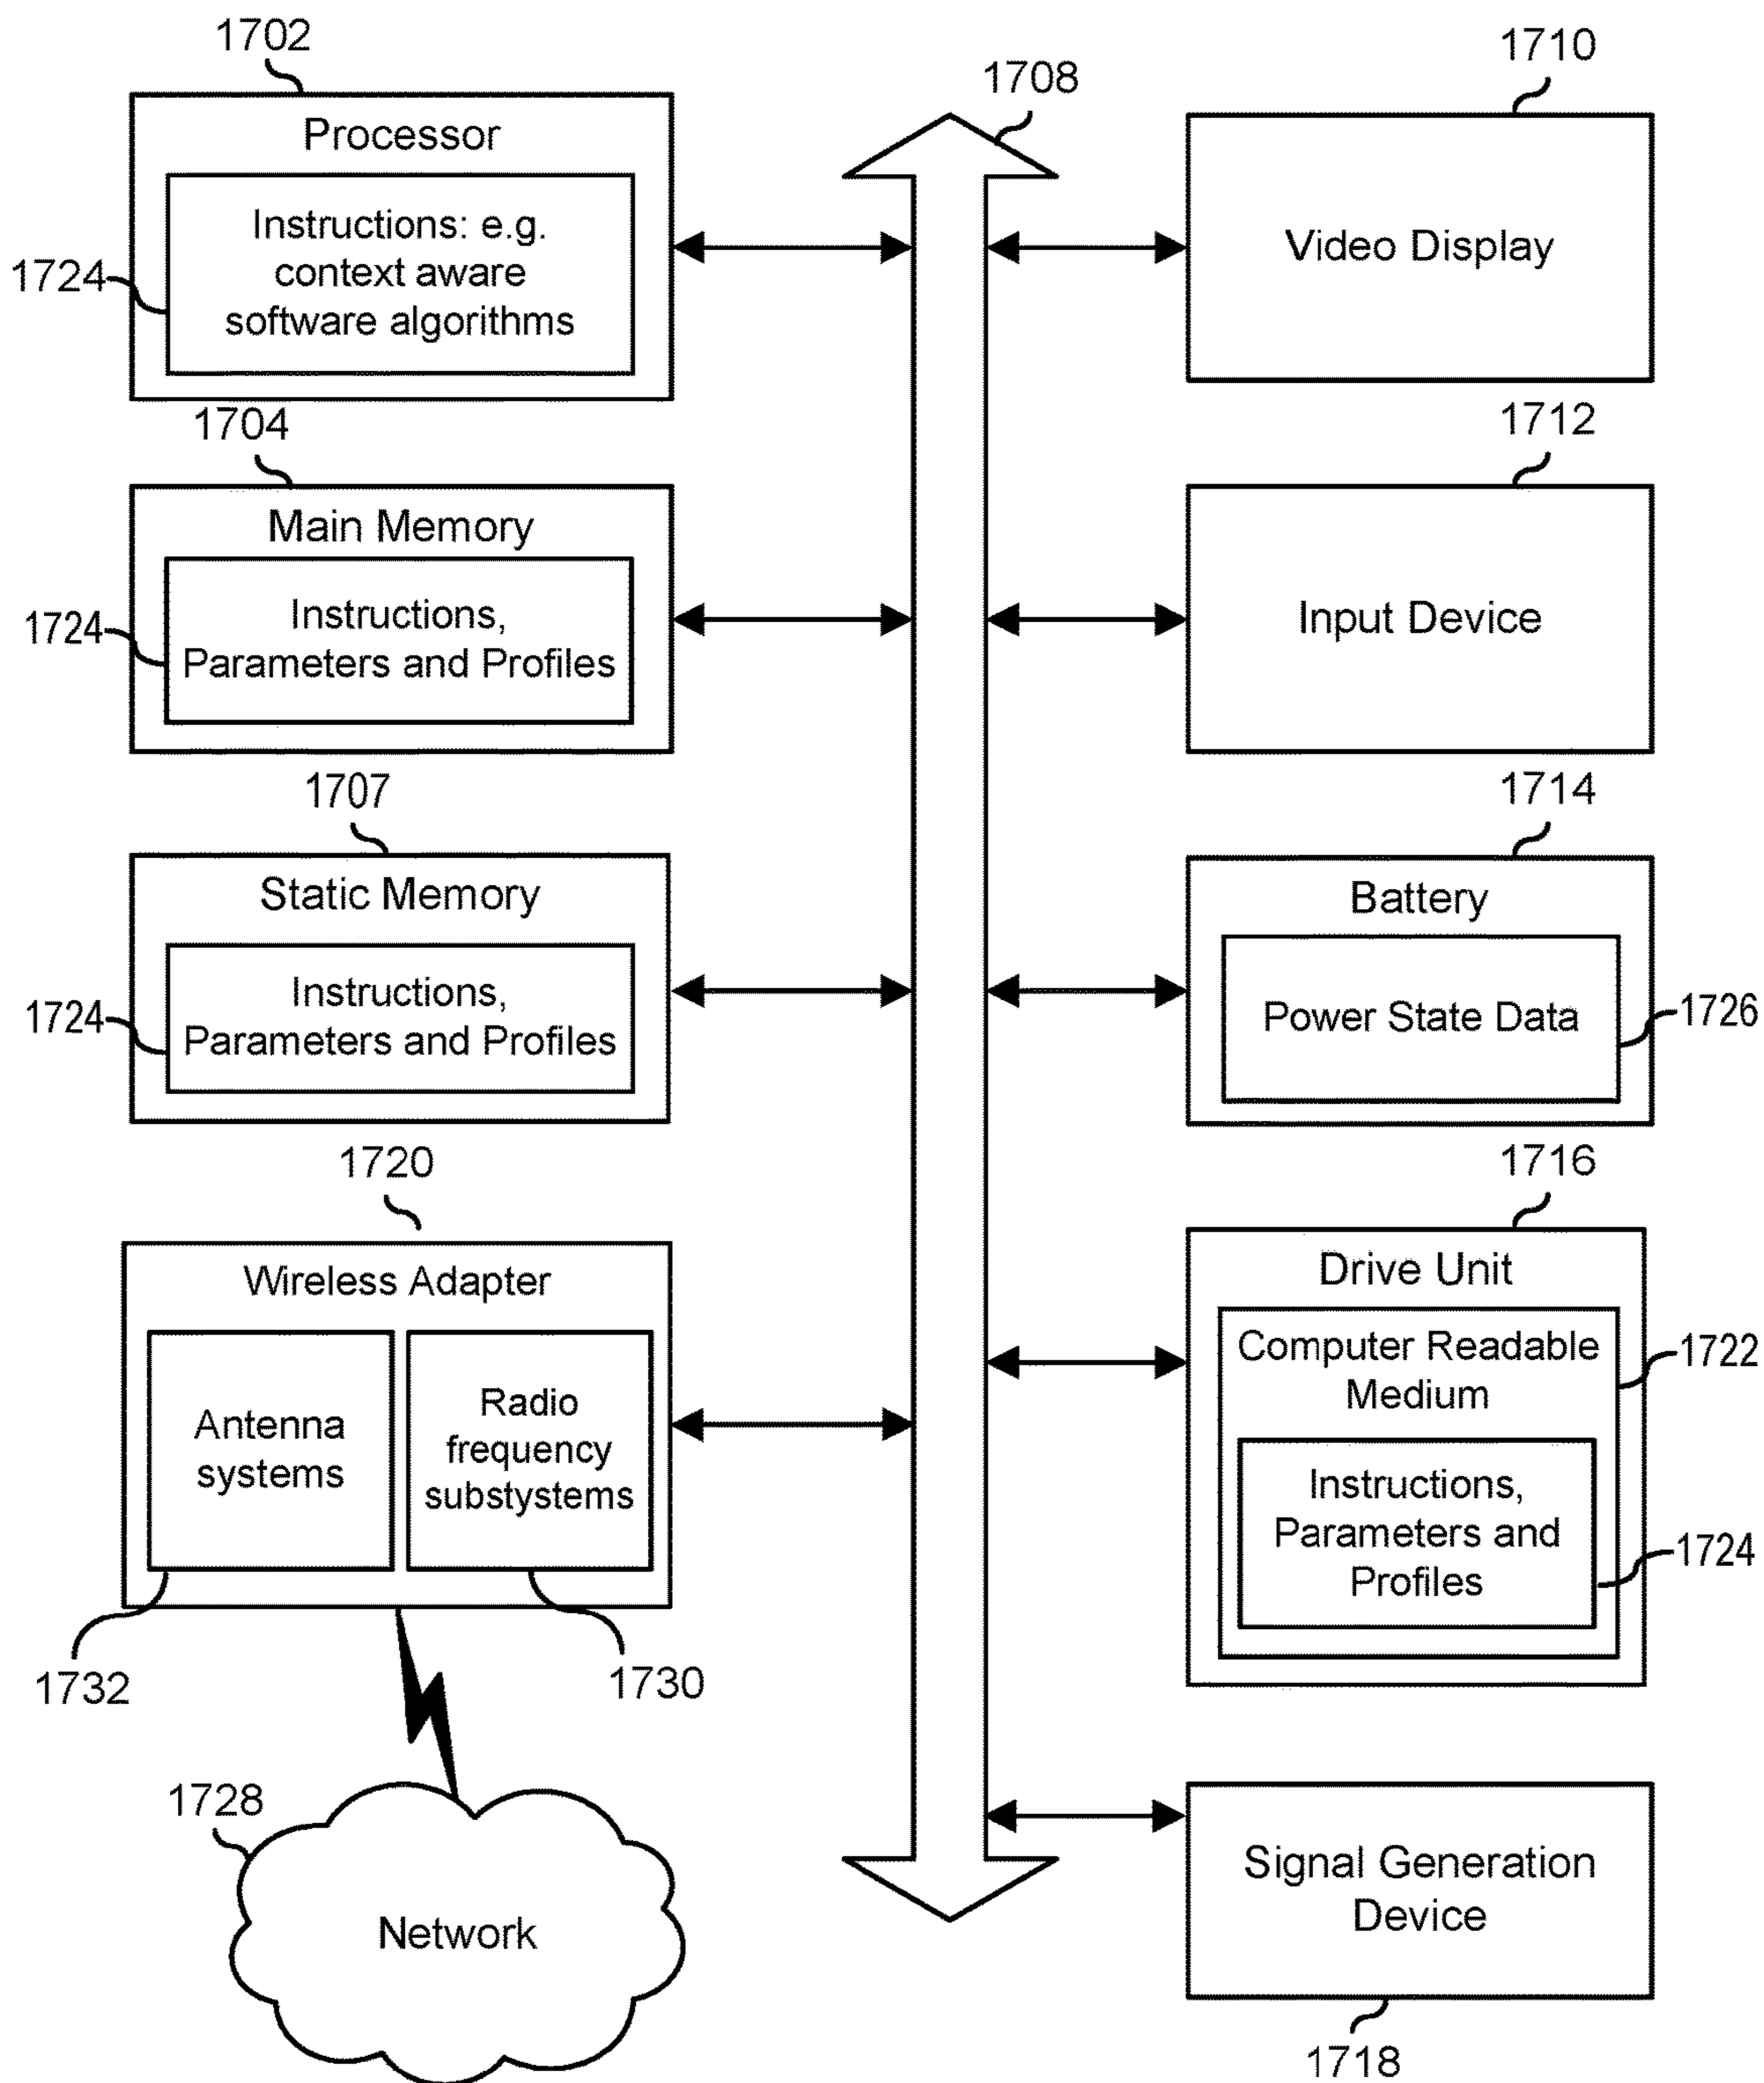 1702
Processor
Instructions: e.g.
context aware
software algorithms
1724
1704
Main Memory
Instructions,
Parameters and Profiles
1724
1707
Static Memory
Instructions,
Parameters and Profiles
1724
1720
Wireless Adapter
Antenna
systems
Radio
frequency
substystems
1732
1730
1728
Network
1708
1710
Video Display
1712
Input Device
1714
Battery
Power State Data
1726
1716
Drive Unit
Computer Readable
Medium
1722
Instructions,
Parameters and
Profiles
1724
Signal Generation
Device
1718